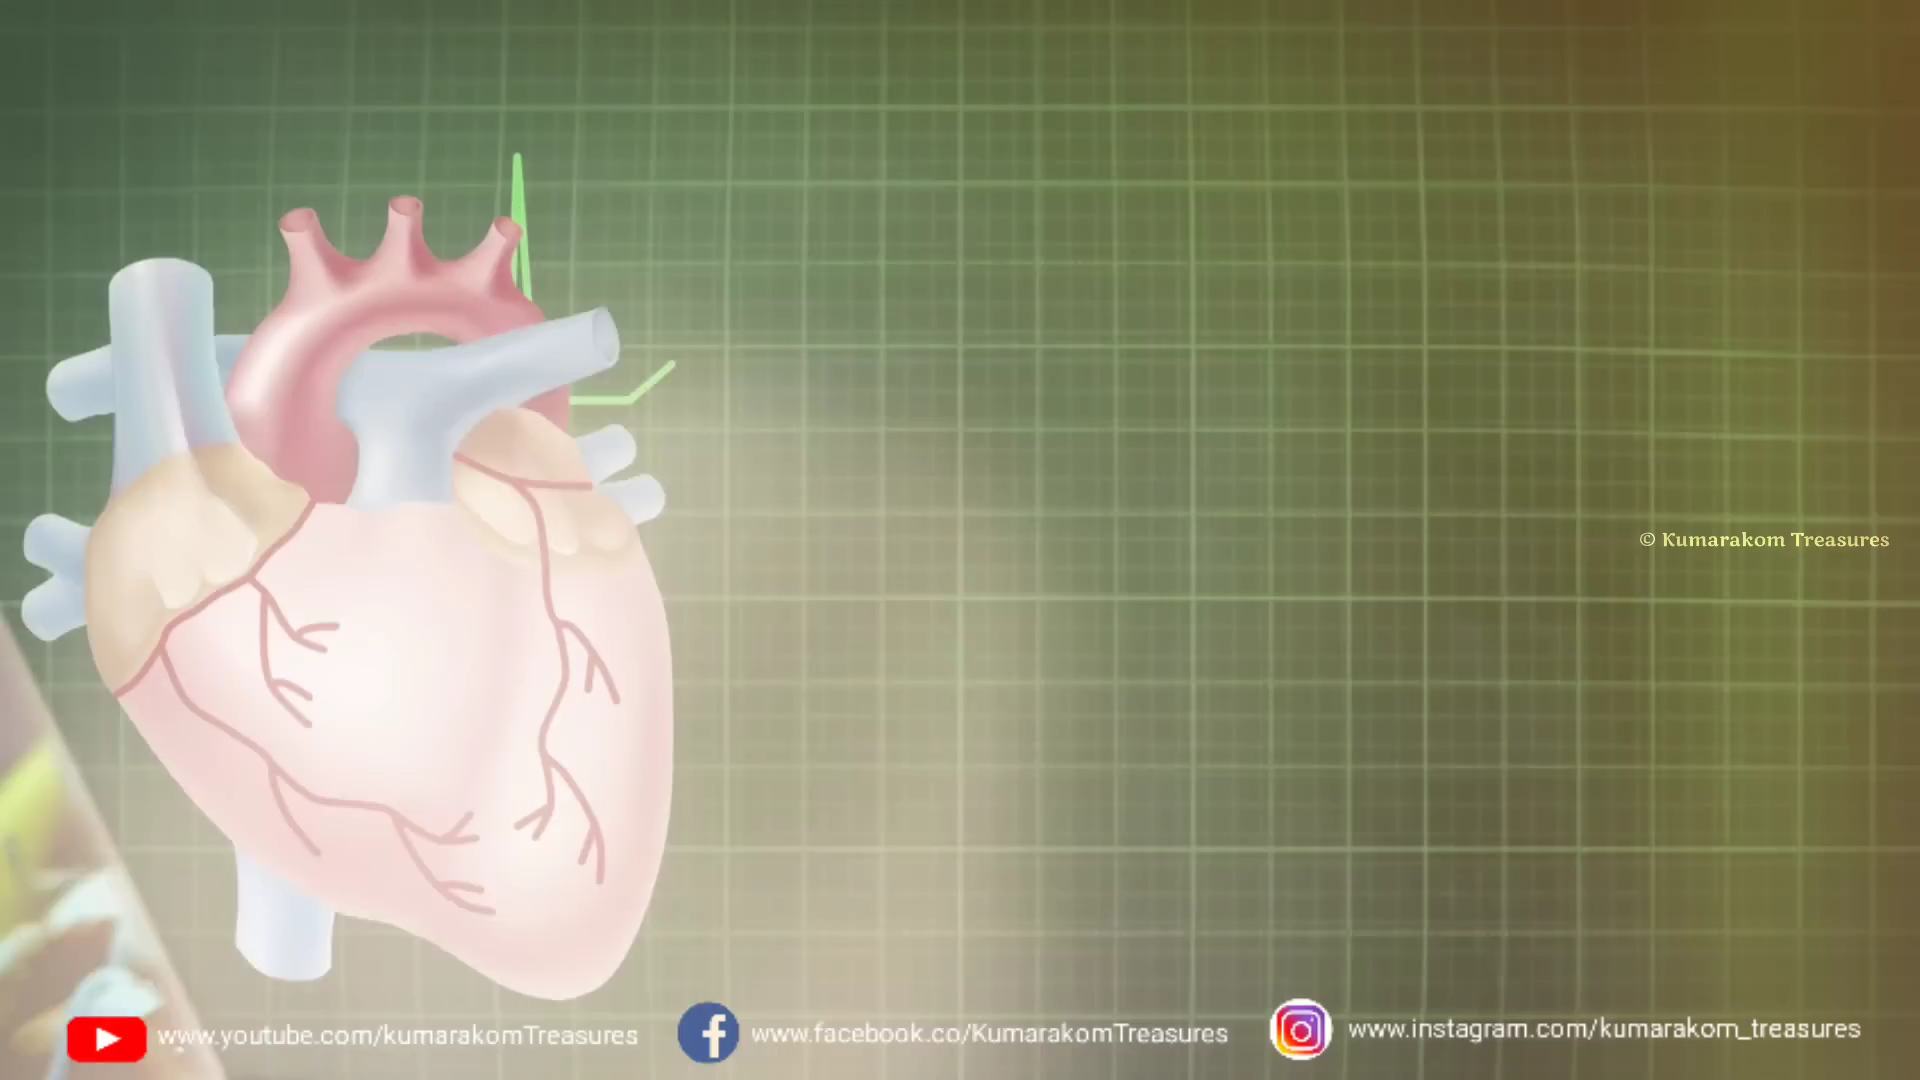 © Kumarakom Treasures
www.youtube.com/kumarakomTreasures
www.facebook.co/KumarakomTreasures
www.instagram.com/kumarakom_treasures